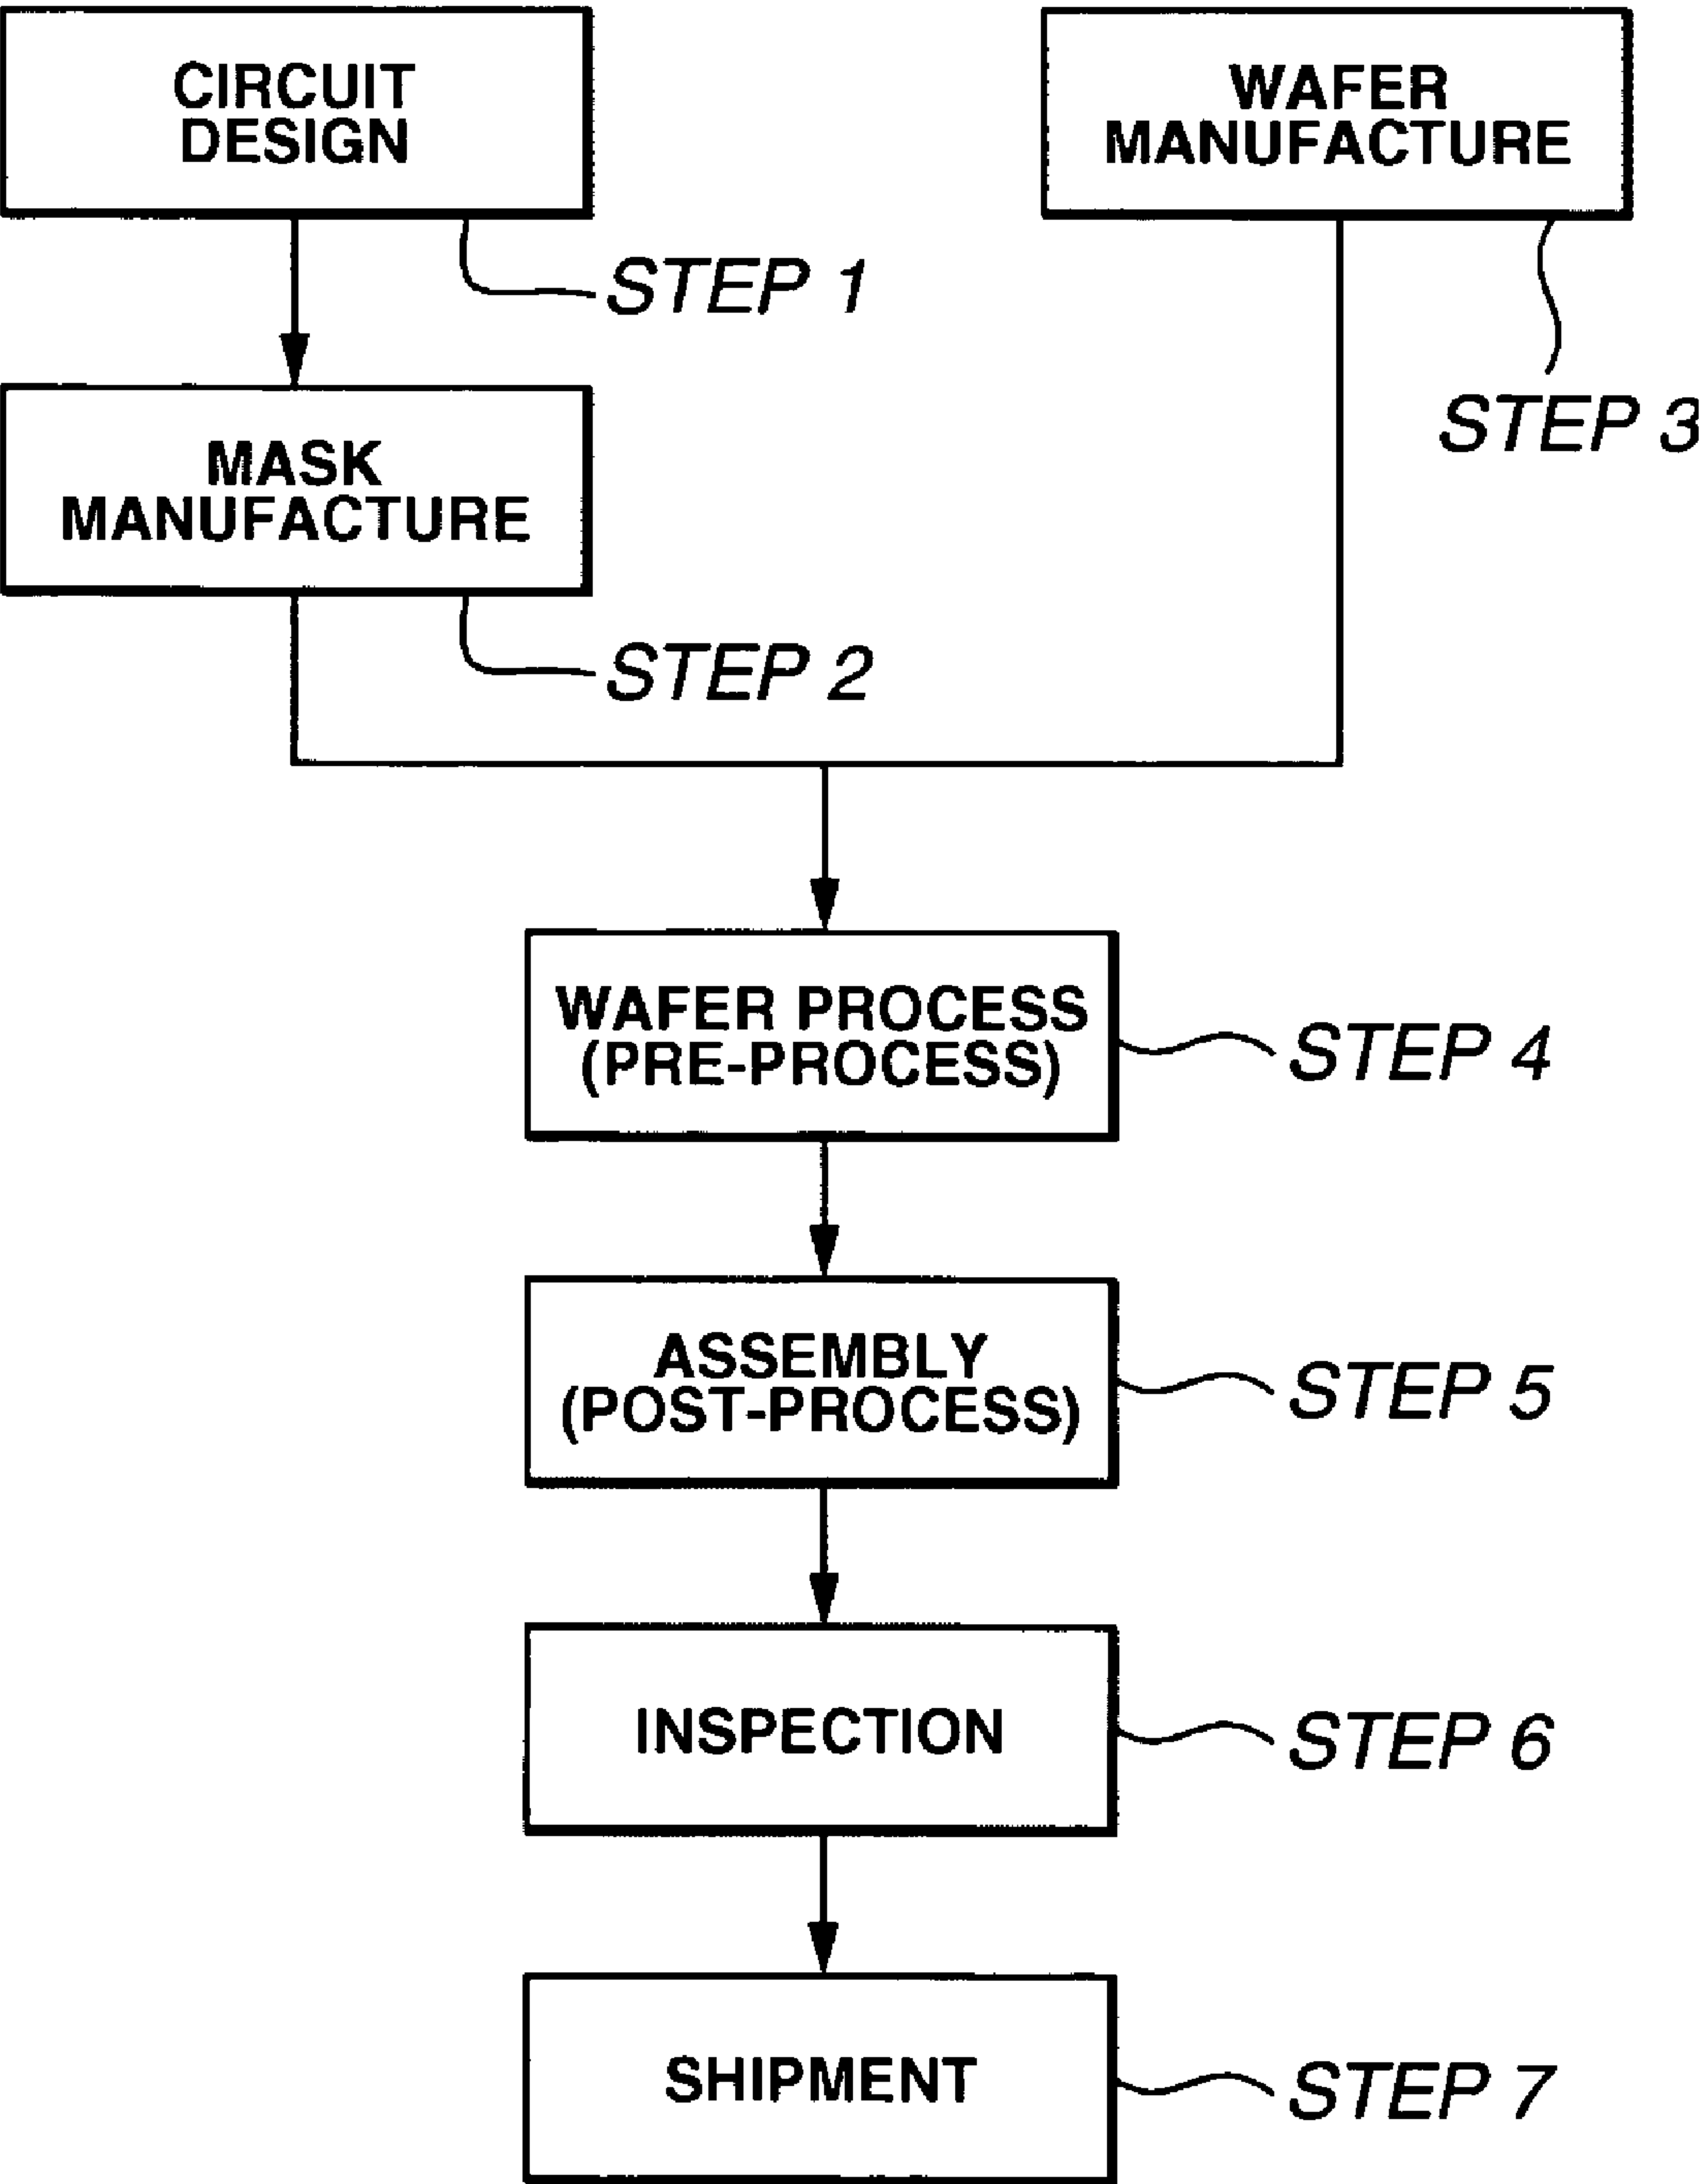 CIRCUIT
DESIGN
STEP 1
MASK
MANUFACTURE
STEP 2
WAFER
MANUFACTURE
STEP 3
WAFER PROCESS
(PRE-PROCESS)
STEP 4
ASSEMBLY
(POST-PROCESS)
STEP 5
INSPECTION
STEP 6
SHIPMENT
STEP 7